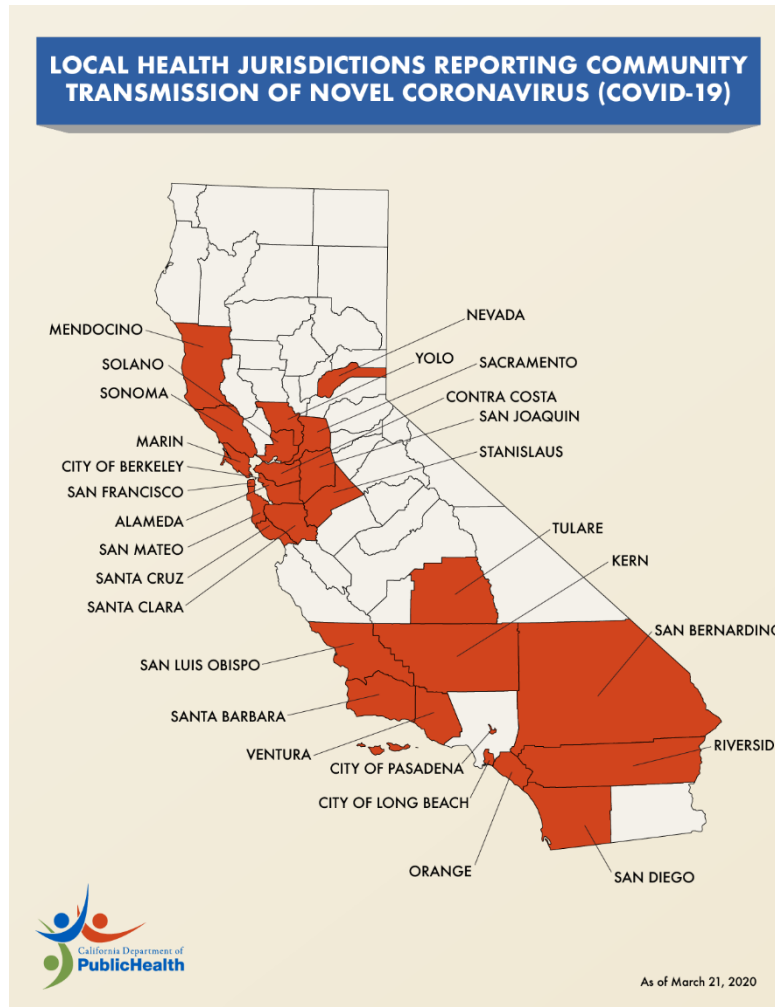 LOCAL HEALTH JURISDICTIONS REPORTING COMMUNITY
TRANSMISSION OF NOVEL CORONAVIRUS (COVID-19)
NEVADA
MENDOCINO
YOLO
SOLANO
SACRAMENTO
SONOMA
CONTRA COSTA
SAN JOAQUIN
MARIN
STANISLAUS
CITY OF BERKELEY
SAN FRANCISCO
ALAMEDA
SAN MATEO
TULARE
SANTA CRUZ
KERN
SANTA CLARA
SAN BERNARDINO
SAN LUIS OBISPO
SANTA BARBARA
RIVERSID
VENTURA
CITY OF PASADENA
CITY OF LONG BEACH
ORANGE
SAN DIEGO
California Department of
PublicHealth
As of March 21, 2020